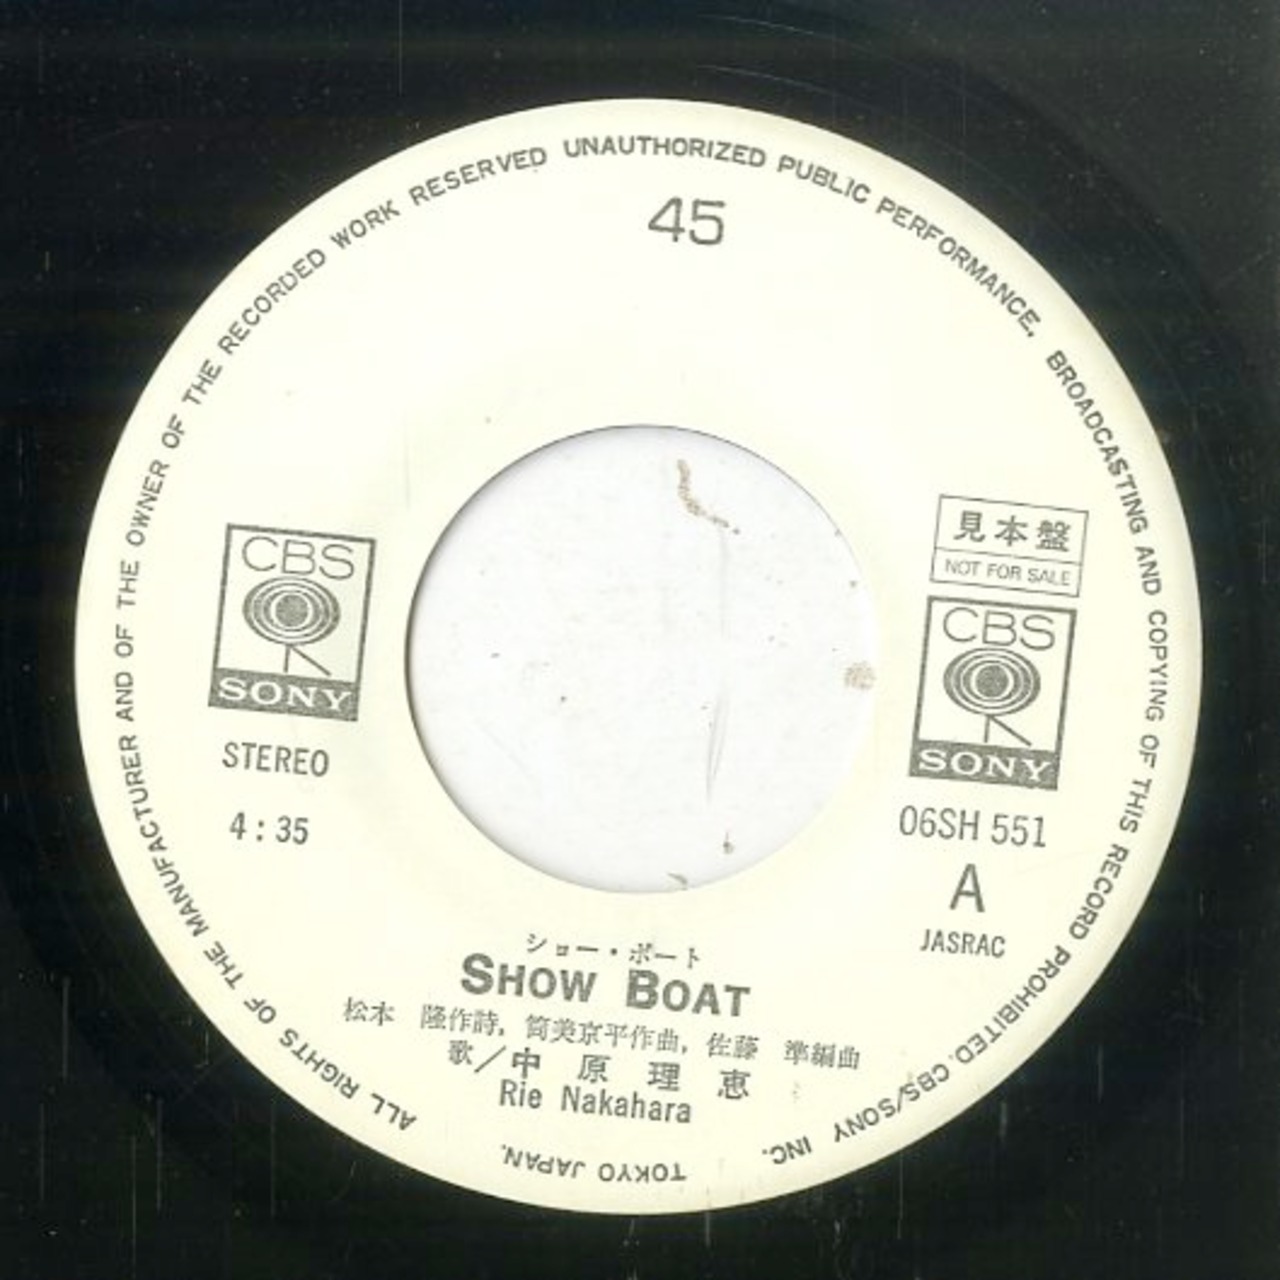 ALL RIGHTS OF THE MANUFACTURER AND OF THE OWNER OF THE RECORDED WORK RESERVED UNAUTHORIZED PUBLIC PERFORMANCE, BROADCASTING AND COPYING OF THIS RECORD PROHIBITED. CBS/SONY INC.
TOKYO JAPAN.
45
CBS
SONY
STEREO
4:35
見本盤
NOT FOR SALE
CBS
SONY
06SH 551
A
JASRAC
ショー・ボート
SHOW BOAT
松本 隆作詩, 筒美京平作曲, 佐藤 準編曲
歌/中原理恵
Rie Nakahara